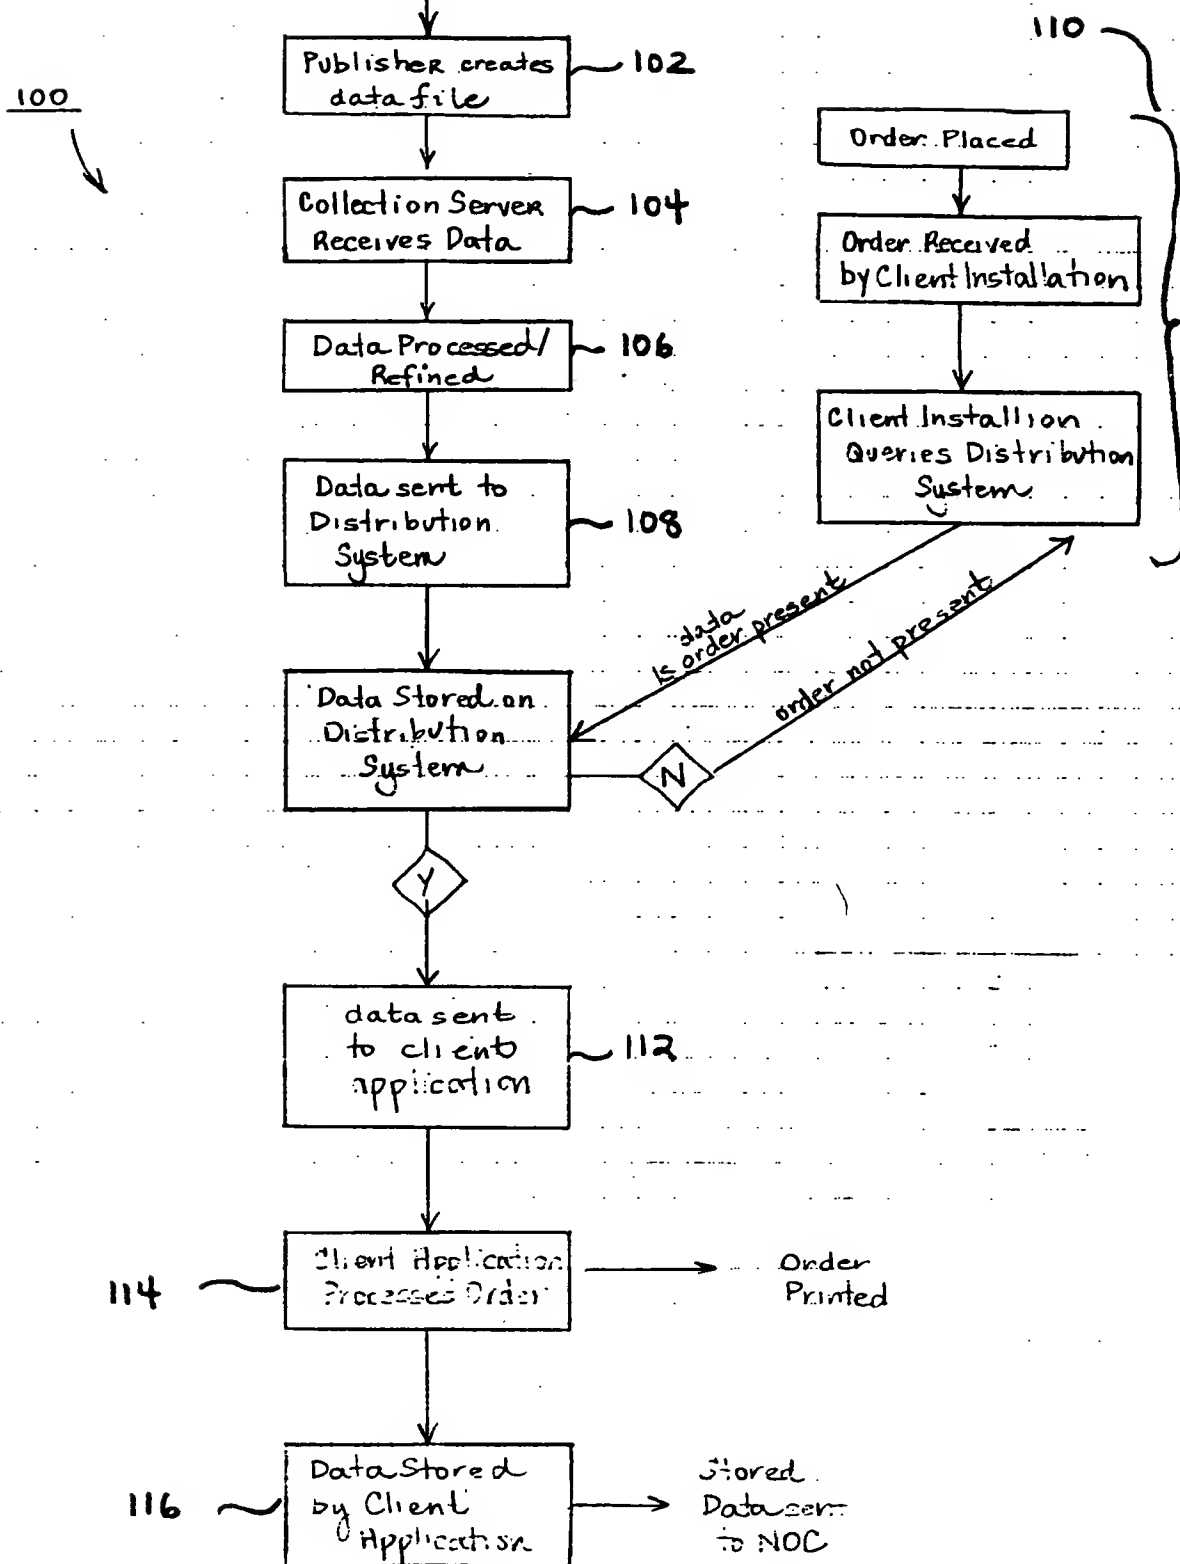 100
Publisher creates
data file
102
Collection Server
Receives Data
104
Data Processed/
Refined
106
Data sent to
Distribution
System
108
110
Order Placed
Order Received
by Client Installation
Client Installion
Queries Distribution
System
data
is order present
order not present
Data Stored on
Distribution
System
N
Y
data sent
to client
application
112
Client Application
Processes Order
114
Order
Printed
Data Stored
by Client
Application
116
Stored
Data sent
to NOC